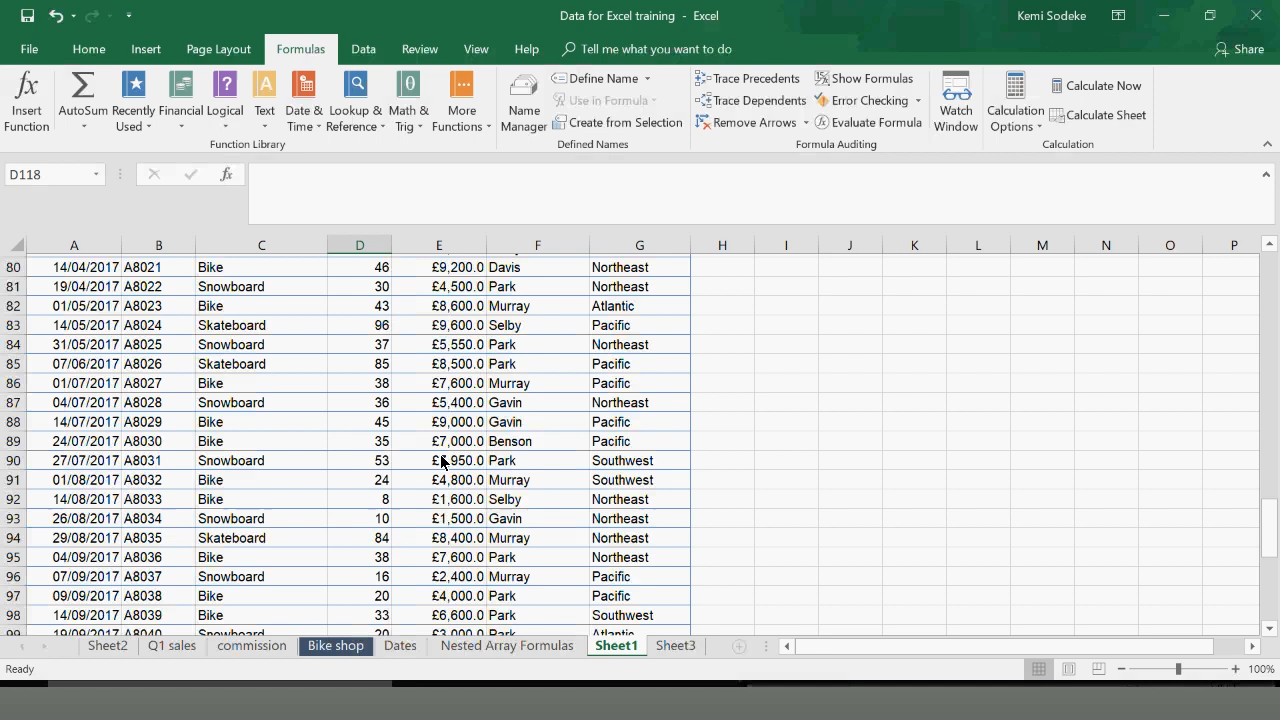 Data for Excel training - Excel
Kemi Sodeke
File Home Insert Page Layout Formulas Data Review View Help Tell me what you want to do Share
Insert Function
AutoSum
Recently Used
Financial
Logical
Text
Date & Time
Lookup & Reference
Math & Trig
More Functions
Function Library
Name Manager
Define Name
Use in Formula
Create from Selection
Defined Names
Trace Precedents
Trace Dependents
Remove Arrows
Show Formulas
Error Checking
Evaluate Formula
Formula Auditing
Watch Window
Calculation Options
Calculate Now
Calculate Sheet
Calculation
D118 fx
A B C D E F G H I J K L M N O P
80 14/04/2017 A8021 Bike 46 £9,200.0 Davis Northeast
81 19/04/2017 A8022 Snowboard 30 £4,500.0 Park Northeast
82 01/05/2017 A8023 Bike 43 £8,600.0 Murray Atlantic
83 14/05/2017 A8024 Skateboard 96 £9,600.0 Selby Pacific
84 31/05/2017 A8025 Snowboard 37 £5,550.0 Park Northeast
85 07/06/2017 A8026 Skateboard 85 £8,500.0 Park Pacific
86 01/07/2017 A8027 Bike 38 £7,600.0 Murray Pacific
87 04/07/2017 A8028 Snowboard 36 £5,400.0 Gavin Northeast
88 14/07/2017 A8029 Bike 45 £9,000.0 Gavin Pacific
89 24/07/2017 A8030 Bike 35 £7,000.0 Benson Pacific
90 27/07/2017 A8031 Snowboard 53 Park Southwest
91 01/08/2017 A8032 Bike 24 £4,800.0 Murray Southwest
92 14/08/2017 A8033 Bike 8 £1,600.0 Selby Northeast
93 26/08/2017 A8034 Snowboard 10 £1,500.0 Gavin Northeast
94 29/08/2017 A8035 Skateboard 84 £8,400.0 Murray Northeast
95 04/09/2017 A8036 Bike 38 £7,600.0 Park Northeast
96 07/09/2017 A8037 Snowboard 16 £2,400.0 Murray Pacific
97 09/09/2017 A8038 Bike 20 £4,000.0 Park Pacific
98 14/09/2017 A8039 Bike 33 £6,600.0 Park Southwest
99 19/09/2017 A8040 Snowboard 20 £3,000.0 Park Atlantic
Sheet2 Q1 sales commission Bike shop Dates Nested Array Formulas Sheet1 Sheet3
Ready 100%